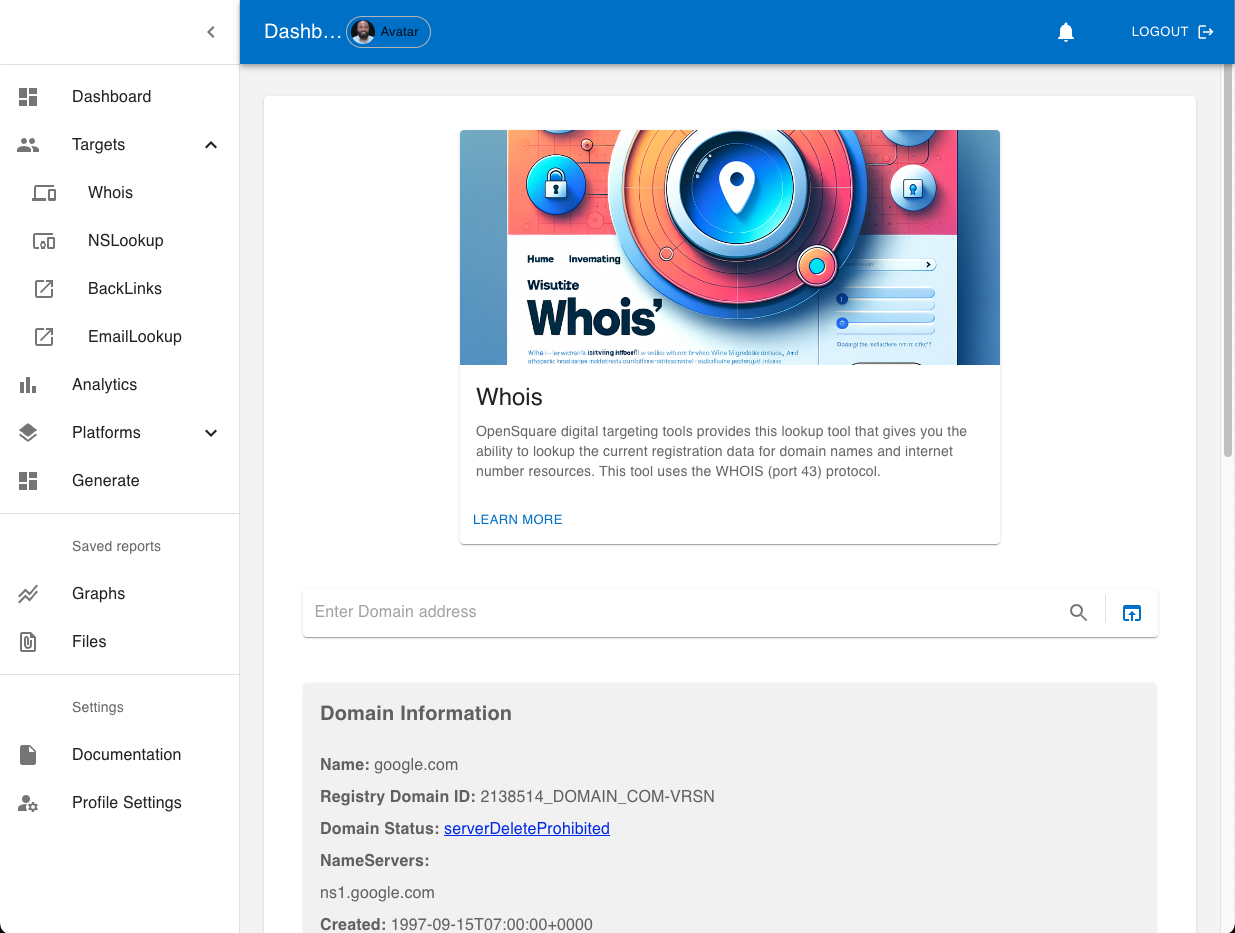 Dashb...
Avatar
LOGOUT
Dashboard
Targets
Whois
NSLookup
BackLinks
EmailLookup
Analytics
Platforms
Generate
Saved reports
Graphs
Files
Settings
Documentation
Profile Settings
Home Invemating
Wisutite
Whois’
Whois
OpenSquare digital targeting tools provides this lookup tool that gives you the
ability to lookup the current registration data for domain names and internet
number resources. This tool uses the WHOIS (port 43) protocol.
LEARN MORE
Enter Domain address
Domain Information
Name: google.com
Registry Domain ID: 2138514_DOMAIN_COM-VRSN
Domain Status: serverDeleteProhibited
NameServers:
ns1.google.com
Created: 1997-09-15T07:00:00+0000